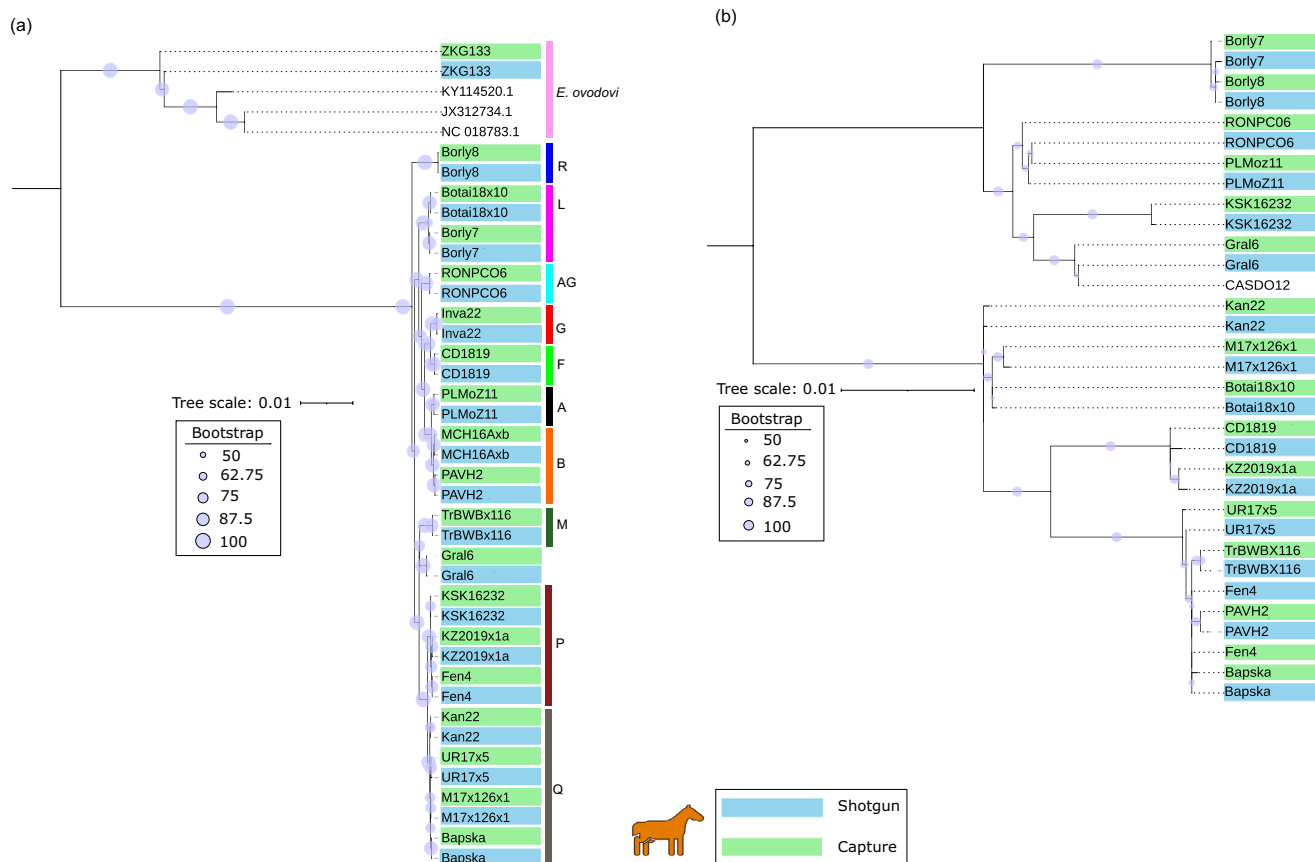 (a)
ZKG133
ZKG133
KY114520.1
JX312734.1
NC 018783.1
E. ovodovi
Borly8
Borly8
R
Botai18x10
Botai18x10
Borly7
Borly7
L
RONPCO6
RONPCO6
AG
Inva22
Inva22
G
CD1819
CD1819
F
PLMoZ11
PLMoZ11
A
MCH16Axb
MCH16Axb
PAVH2
PAVH2
B
TrBWBx116
TrBWBx116
M
Gral6
Gral6
KSK16232
KSK16232
KZ2019x1a
KZ2019x1a
Fen4
Fen4
P
Kan22
Kan22
UR17x5
UR17x5
M17x126x1
M17x126x1
Bapska
Bapska
Q
Tree scale: 0.01
Bootstrap
50
62.75
75
87.5
100
(b)
Borly7
Borly7
Borly8
Borly8
RONPC06
RONPCO6
PLMoz11
PLMoZ11
KSK16232
KSK16232
Gral6
Gral6
CASDO12
Kan22
Kan22
M17x126x1
M17x126x1
Botai18x10
Botai18x10
CD1819
CD1819
KZ2019x1a
KZ2019x1a
UR17x5
UR17x5
TrBWBX116
TrBWBX116
Fen4
PAVH2
PAVH2
Fen4
Bapska
Bapska
Tree scale: 0.01
Bootstrap
50
62.75
75
87.5
100
Shotgun
Capture